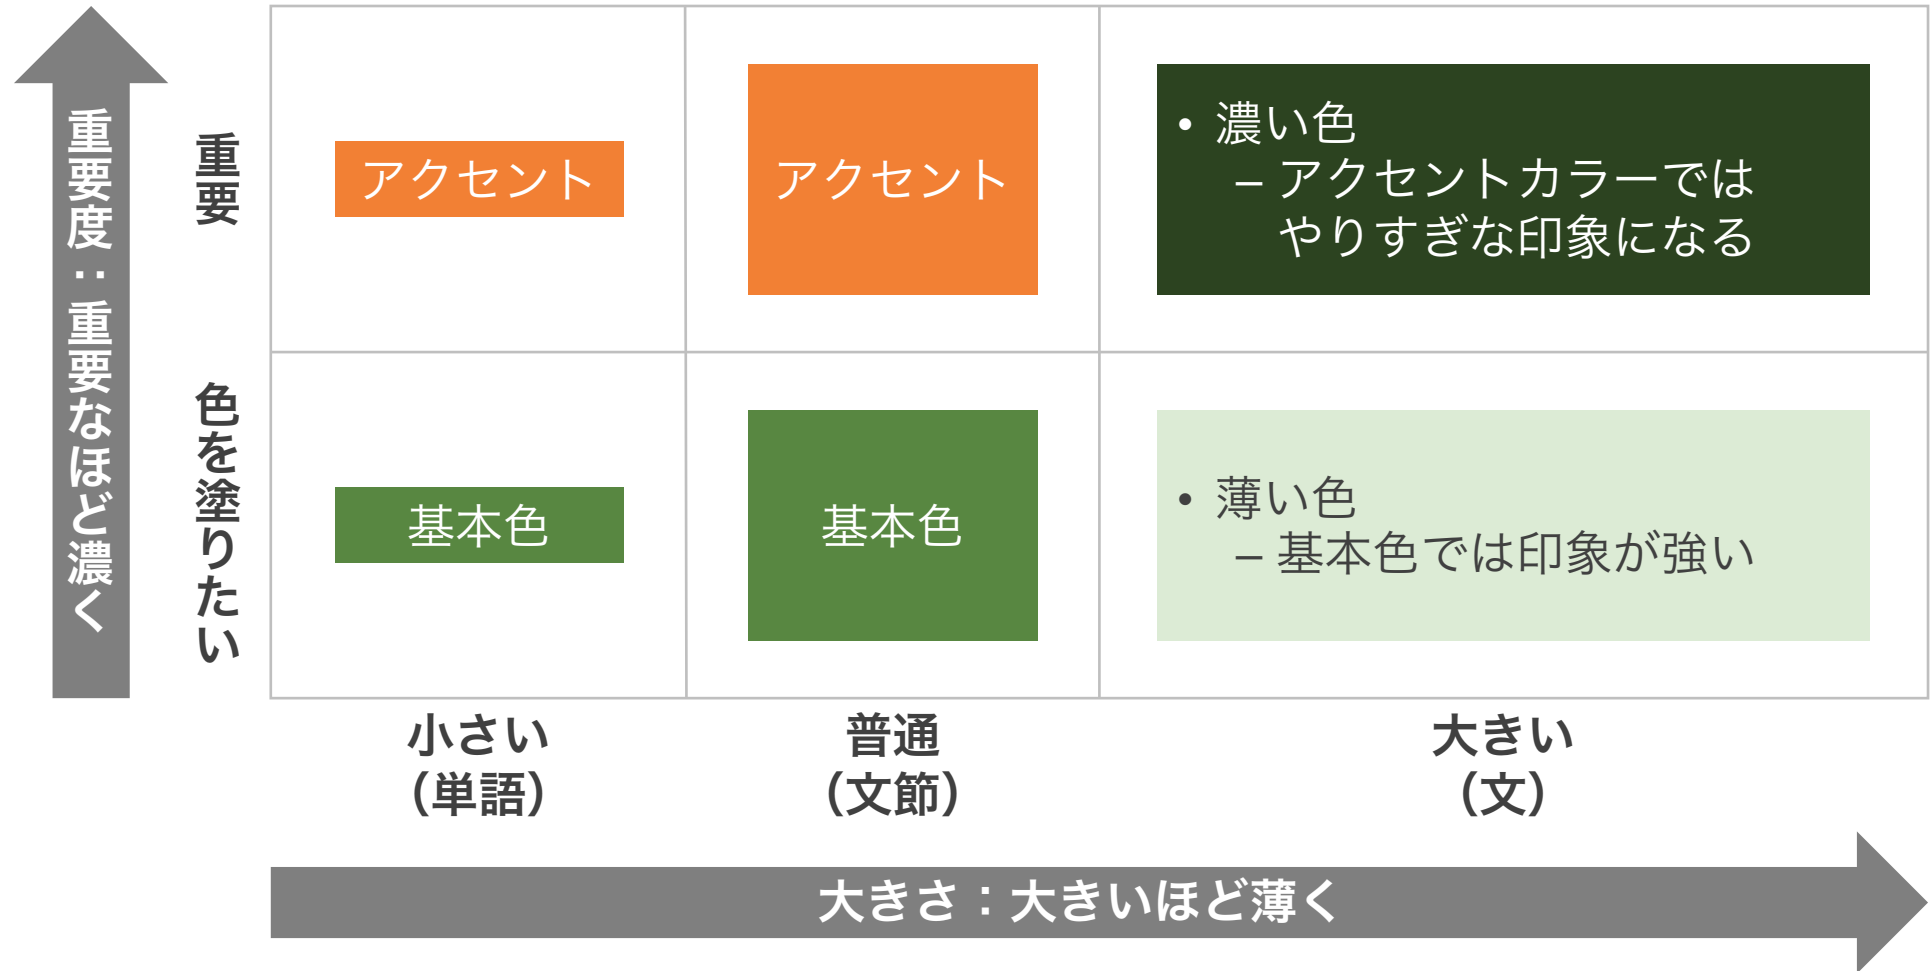 重要度：重要なほど濃く
重要
アクセント
アクセント
• 濃い色
– アクセントカラーでは
やりすぎな印象になる
色を塗りたい
基本色
基本色
• 薄い色
– 基本色では印象が強い
小さい
（単語）
普通
（文節）
大きい
（文）
大きさ：大きいほど薄く